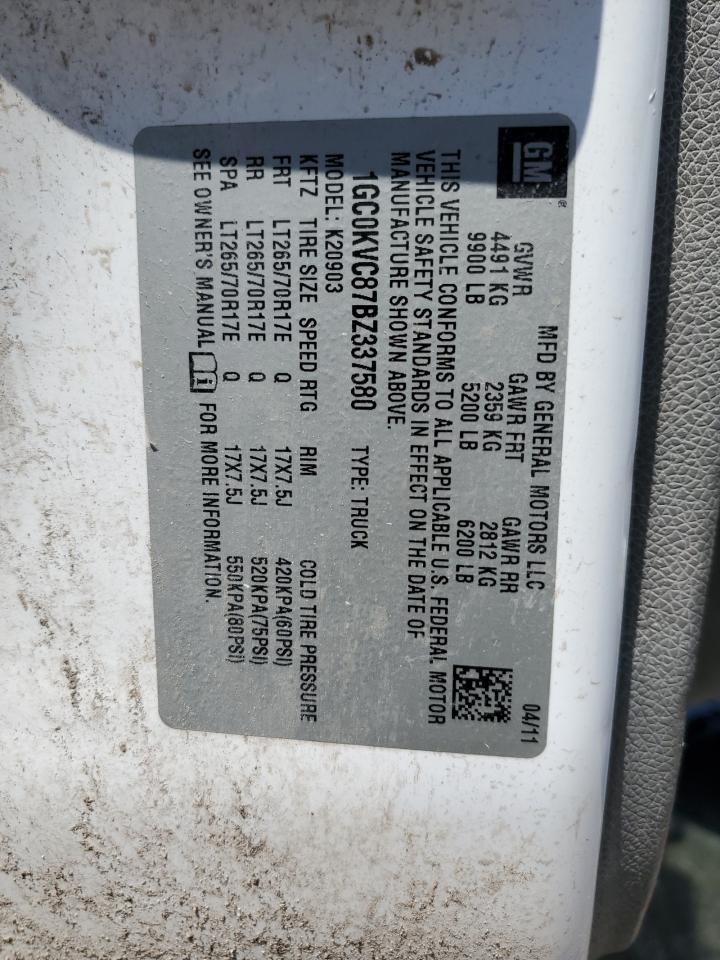 GM
MFD BY GENERAL MOTORS LLC 04/11
GVWR GAWR FRT GAWR RR
4491 KG 2359 KG 2812 KG
9900 LB 5200 LB 6200 LB
THIS VEHICLE CONFORMS TO ALL APPLICABLE U.S. FEDERAL MOTOR
VEHICLE SAFETY STANDARDS IN EFFECT ON THE DATE OF
MANUFACTURE SHOWN ABOVE.
1GC0KVC87BZ337580 TYPE: TRUCK
MODEL: K20903
KFTZ TIRE SIZE SPEED RTG RIM COLD TIRE PRESSURE
FRT LT265/70R17E Q 17X7.5J 420KPA(60PSI)
RR LT265/70R17E Q 17X7.5J 520KPA(75PSI)
SPA LT265/70R17E Q 17X7.5J 550KPA(80PSI)
SEE OWNER'S MANUAL FOR MORE INFORMATION.